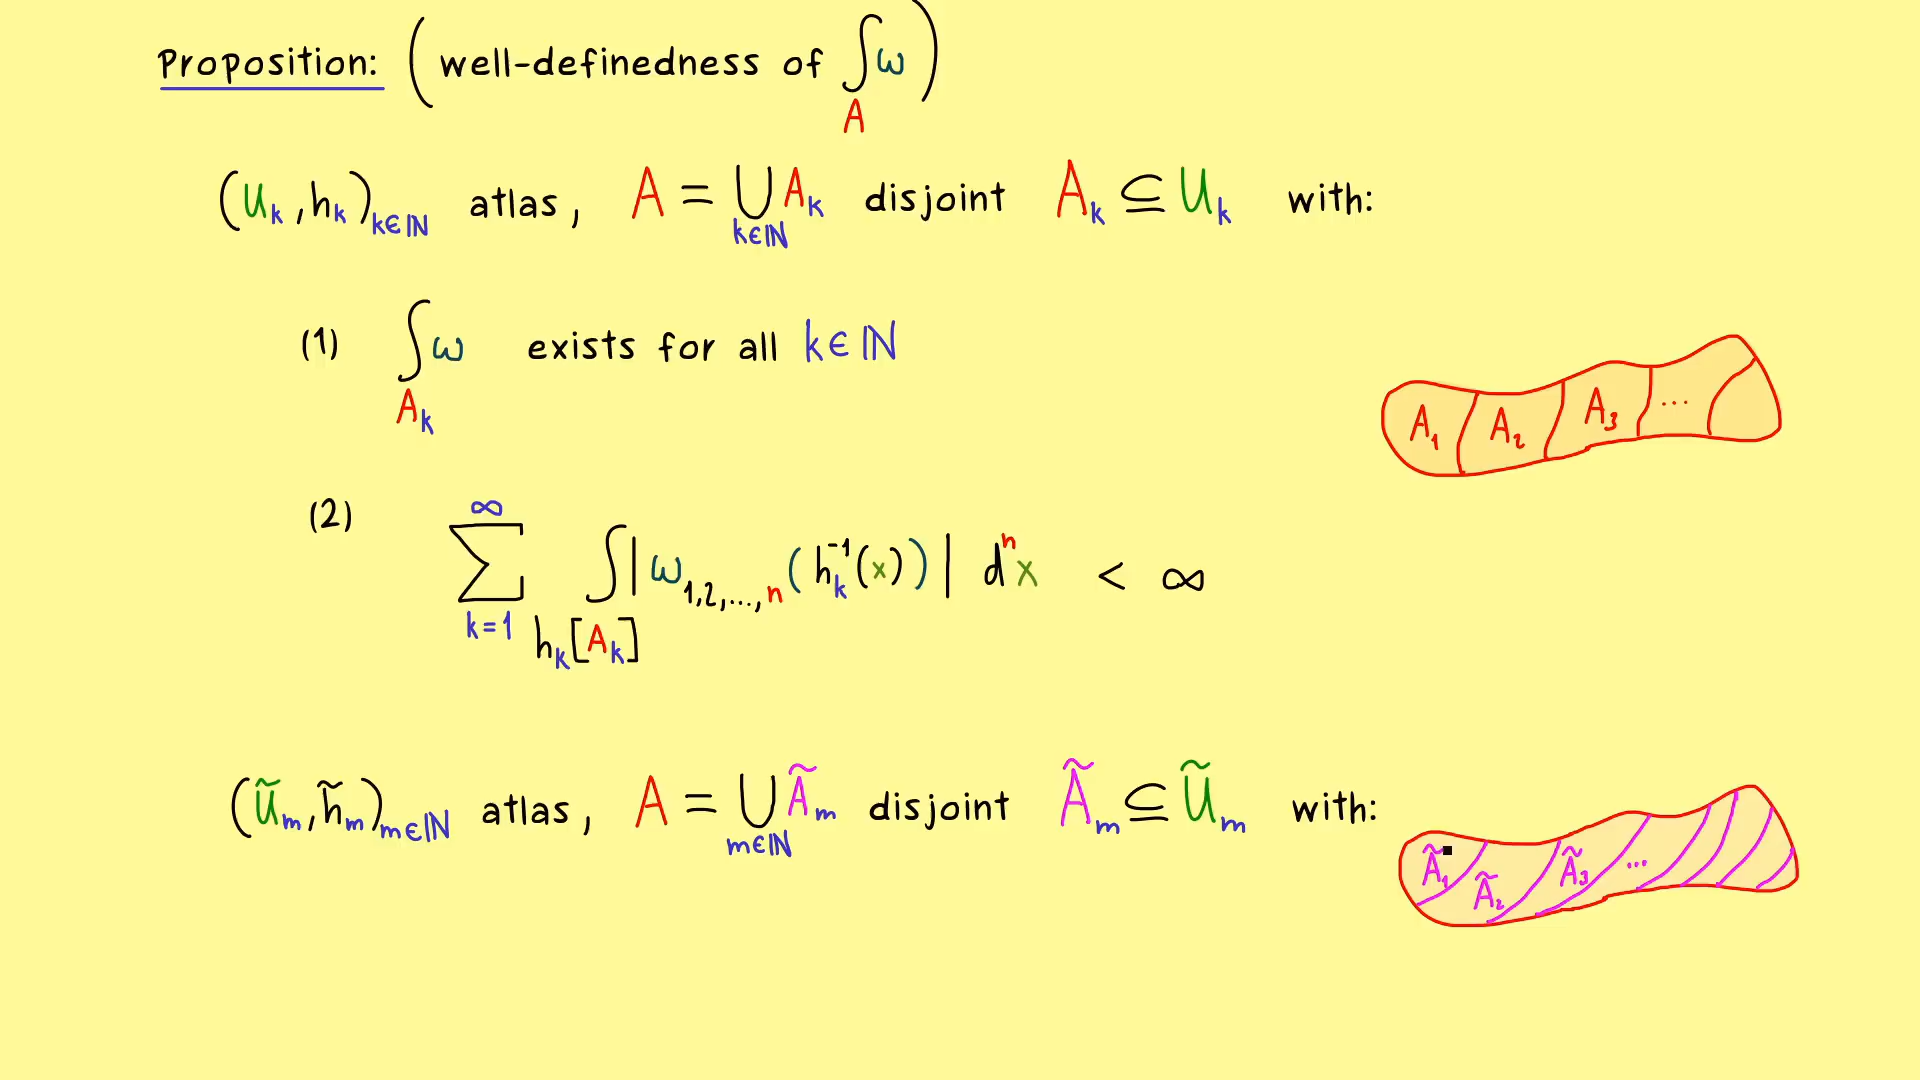 Proposition: (well-definedness of ∫_A ω)
(U_k, h_k)_{k∈ℕ} atlas, A = ⋃_{k∈ℕ} A_k disjoint A_k ⊆ U_k with:
(1) ∫_{A_k} ω exists for all k∈ℕ
A_1 A_2 A_3 ...
(2) ∑_{k=1}^{∞} ∫_{h_k[A_k]} |ω_{1,2,...,n}(h_k^{-1}(x))| d^n x < ∞
(Ũ_m, h̃_m)_{m∈ℕ} atlas, A = ⋃_{m∈ℕ} Ã_m disjoint Ã_m ⊆ Ũ_m with:
Ã_1 Ã_2 Ã_3 ...